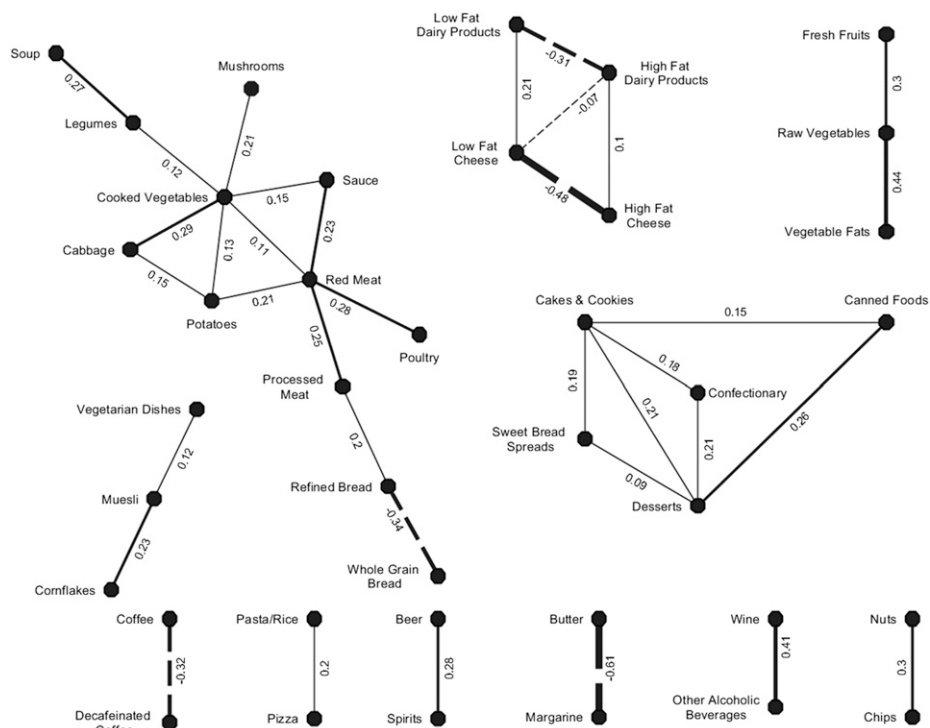 Low Fat
Dairy Products
Fresh Fruits
Soup
-0.31
Mushrooms
High Fat
Dairy Products
0.27
0.21
0.3
-0.07
Legumes
0.21
Raw Vegetables
0.12
Low Fat
Cheese
0.1
0.44
Cooked Vegetables
0.15
Sauce
-0.48
High Fat
Cheese
0.29
0.13
0.11
0.23
Vegetable Fats
Cabbage
0.15
Red Meat
0.21
0.28
Potatoes
0.25
Poultry
Cakes & Cookies
Canned Foods
0.15
Processed
Meat
0.19
0.18
Confectionary
0.21
0.26
Vegetarian Dishes
0.2
Sweet Bread
Spreads
0.21
0.12
0.09
Muesli
Refined Bread
Desserts
-0.34
0.23
Whole Grain
Bread
Cornflakes
Coffee
Pasta/Rice
Beer
Butter
Wine
Nuts
-0.32
0.2
0.28
-0.61
0.41
0.3
Decafeinated
Pizza
Spirits
Margarine
Other Alcoholic
Beverages
Chips